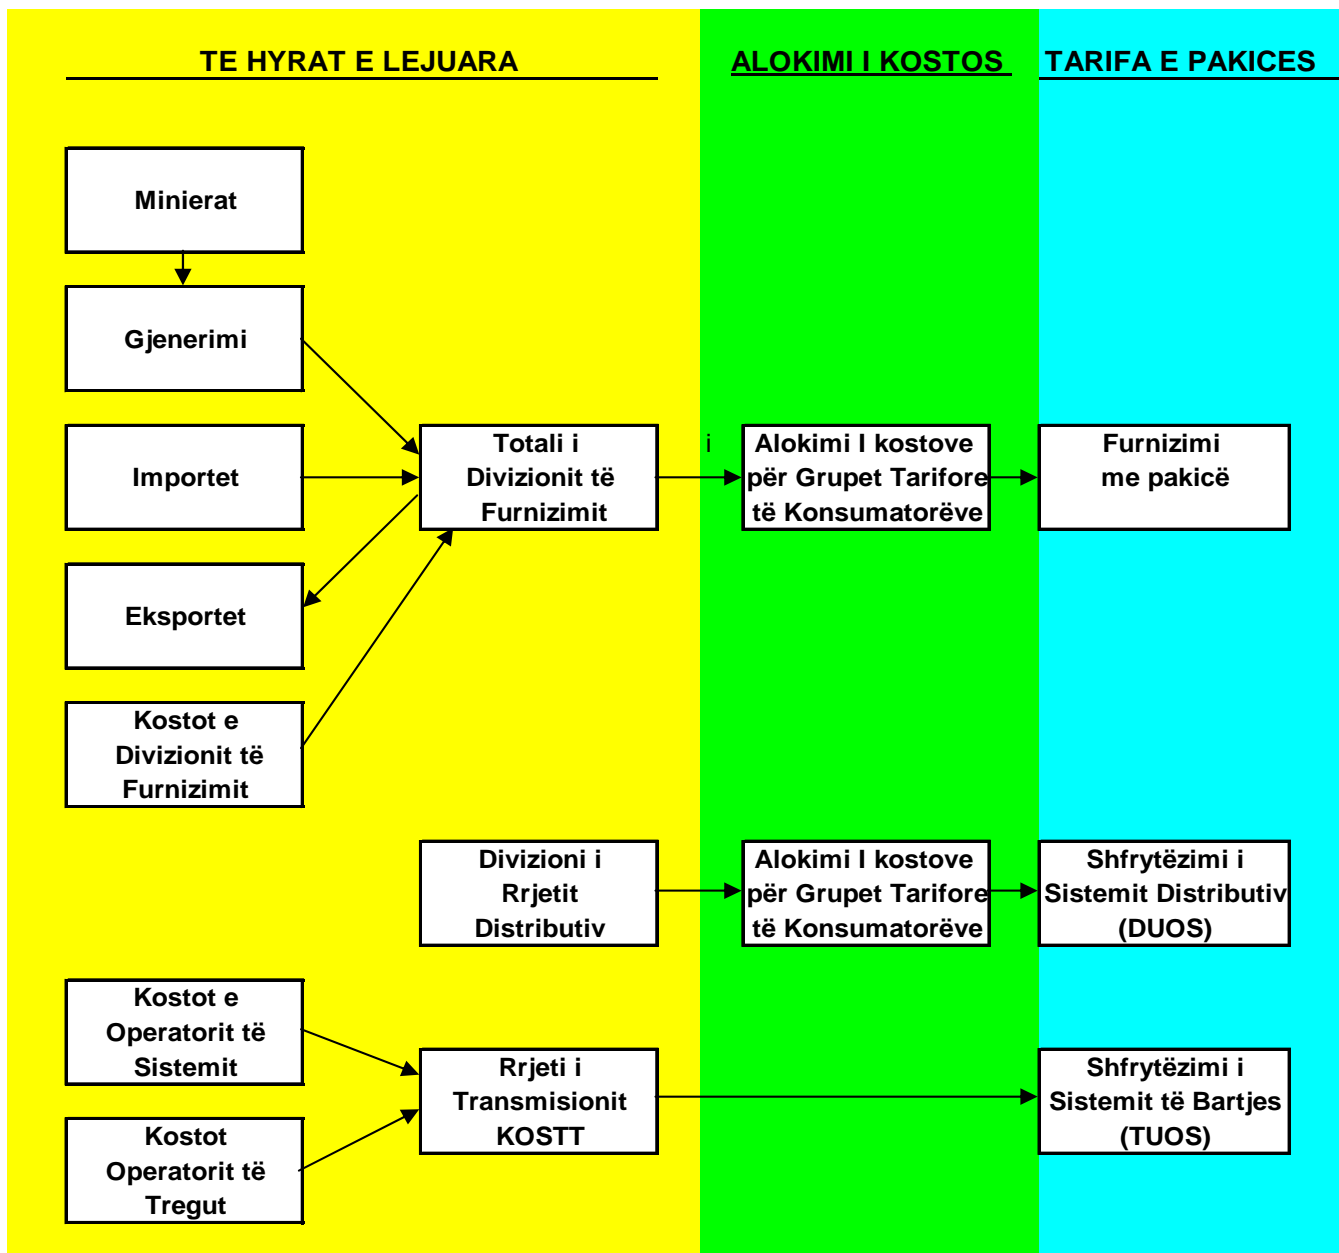 TE HYRAT E LEJUARA
ALOKIMI I KOSTOS
TARIFA E PAKICES
Minierat
Gjenerimi
Importet
Eksportet
Kostot e
Divizionit të
Furnizimit
Totali i
Divizionit të
Furnizimit
i
Alokimi I kostove
për Grupet Tarifore
të Konsumatorëve
Furnizimi
me pakicë
Divizioni i
Rrjetit
Distributiv
Alokimi I kostove
për Grupet Tarifore
të Konsumatorëve
Shfrytëzimi i
Sistemit Distributiv
(DUOS)
Kostot e
Operatorit të
Sistemit
Kostot
Operatorit të
Tregut
Rrjeti i
Transmisionit
KOSTT
Shfrytëzimi i
Sistemit të Bartjes
(TUOS)